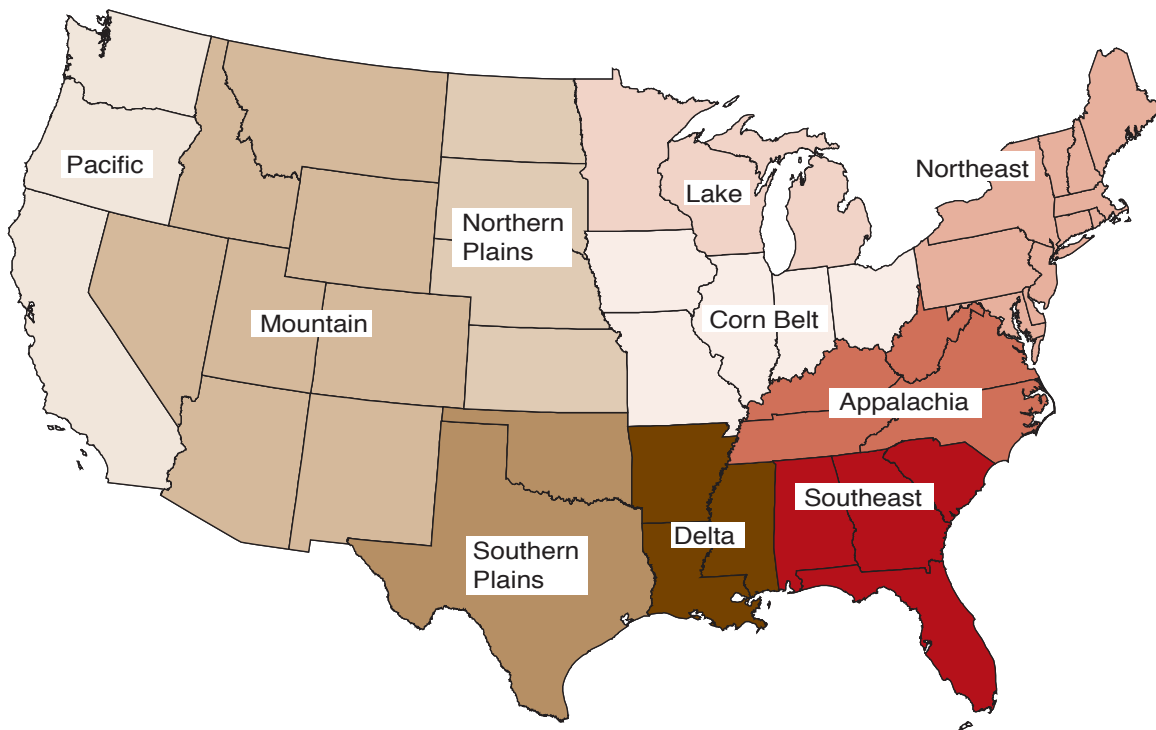 Pacific
Northeast
Lake
Northern
Plains
Mountain
Corn Belt
Appalachia
Southeast
Delta
Southern
Plains